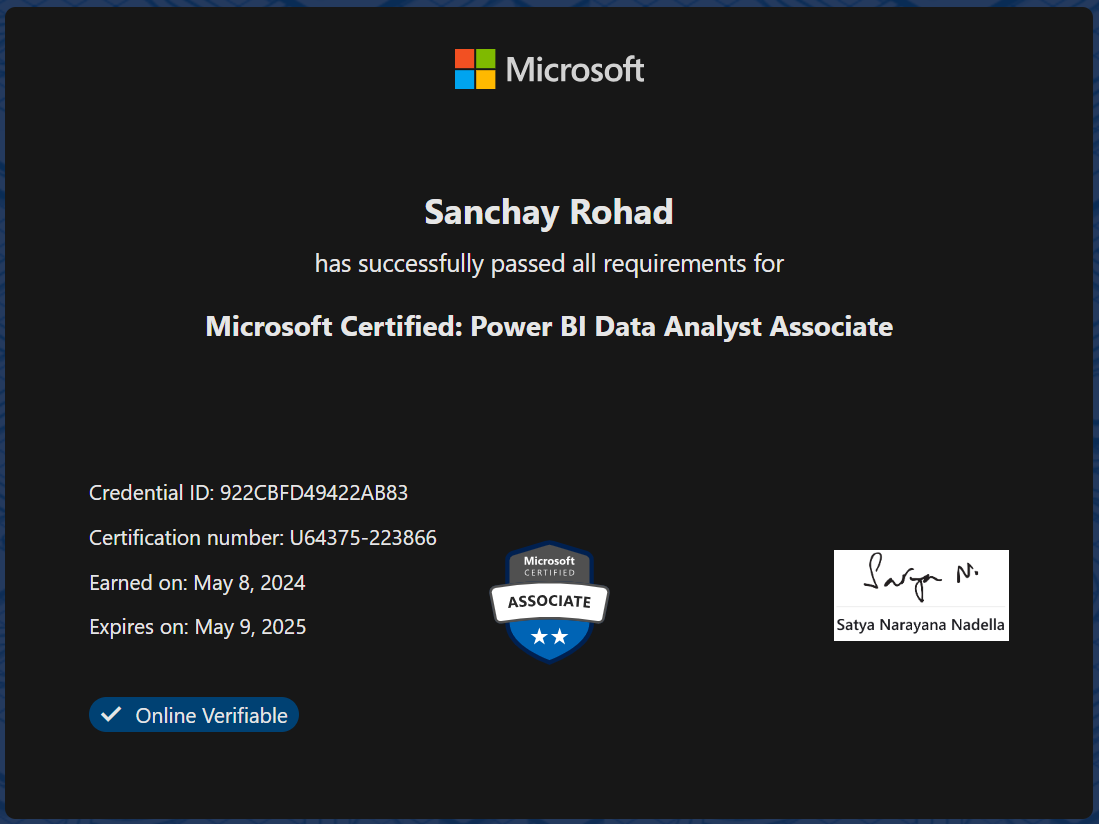 Microsoft
Sanchay Rohad
has successfully passed all requirements for
Microsoft Certified: Power BI Data Analyst Associate
Credential ID: 922CBFD49422AB83
Certification number: U64375-223866
Earned on: May 8, 2024
Expires on: May 9, 2025
Microsoft
CERTIFIED
ASSOCIATE
Satya N.
Satya Narayana Nadella
Online Verifiable